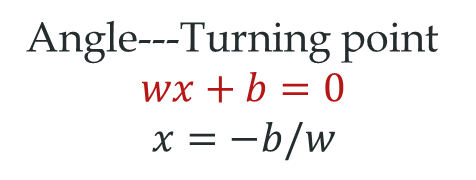 Angle---Turning point
wx + b = 0
x = −b/w